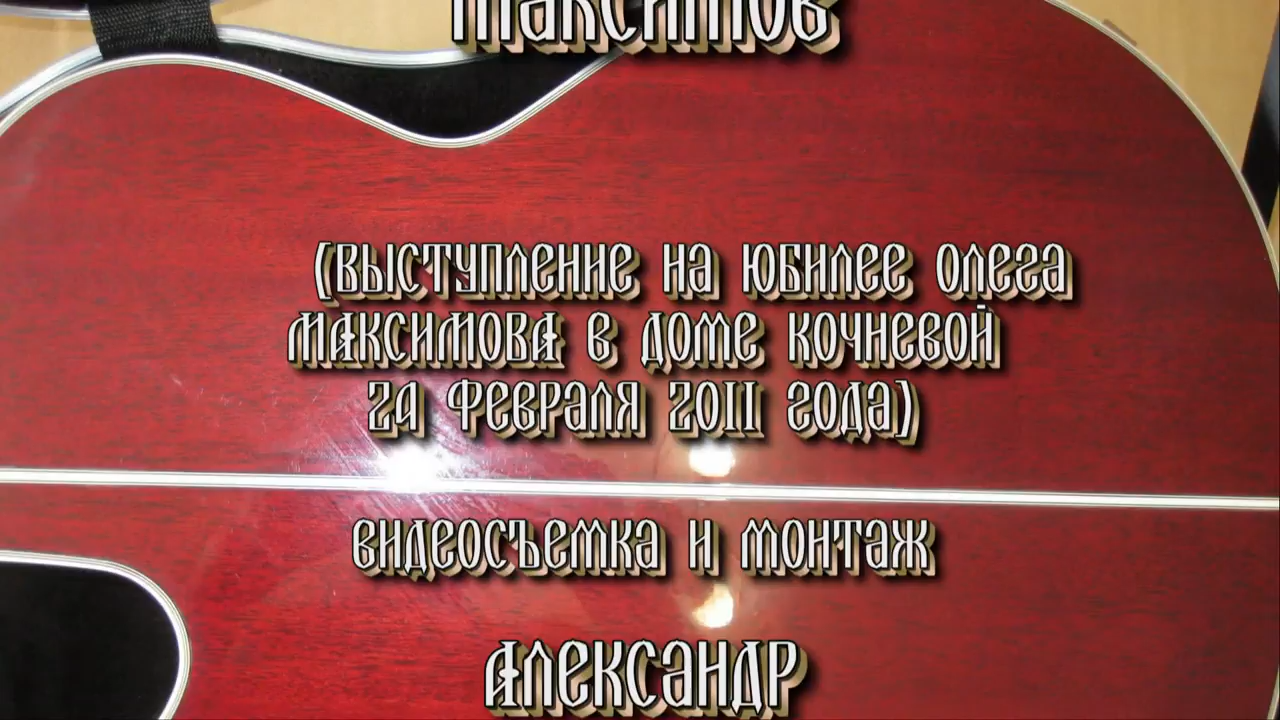 Максимов
(ВЫСТУПЛЕНИЕ НА ЮБИЛЕЕ ОЛЕГА
МАКСИМОВА В ДОМЕ КОЧНЕВОЙ
24 ФЕВРАЛЯ 2011 ГОДА)
ВИДЕОСЪЕМКА И МОНТАЖ
Александр